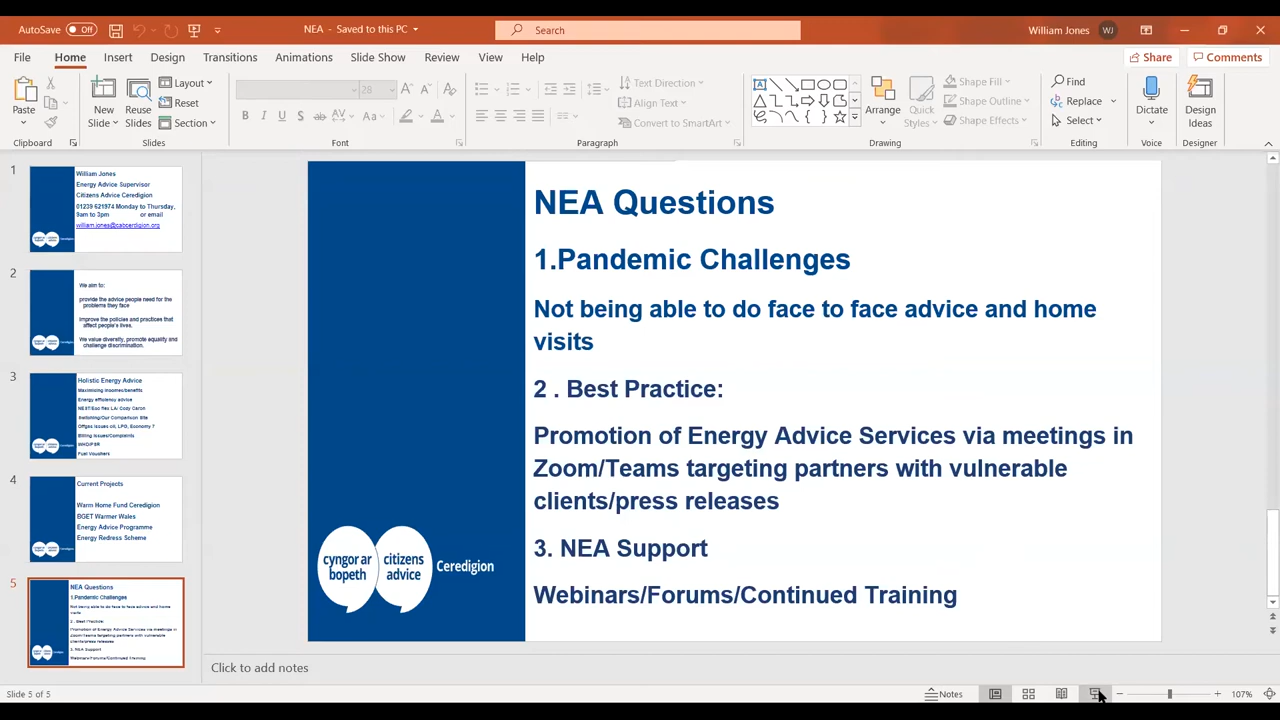 AutoSave Off
NEA - Saved to this PC
Search
William Jones WJ
File Home Insert Design Transitions Animations Slide Show Review View Help
Share Comments
Paste
New Slide
Reuse Slides
Layout
Reset
Section
28
Text Direction
Align Text
Convert to SmartArt
Arrange
Quick Styles
Shape Fill
Shape Outline
Shape Effects
Find
Replace
Select
Dictate
Design Ideas
Clipboard Slides Font Paragraph Drawing Editing Voice Designer
1
William Jones
Energy Advice Supervisor
Citizens Advice Ceredigion
01239 621974 Monday to Thursday,
9am to 3pm or email
william.jones@cabceredigion.org
2
We aim to:
provide the advice people need for the
problems they face
improve the policies and practices that
affect people's lives.
We value diversity, promote equality and
challenge discrimination.
3
Holistic Energy Advice
Maximising incomes/benefits
Energy efficiency advice
NEST/Eco flex LA/ Cosy Caron
Switching/Our Comparison Site
Offgas issues oil, LPG, Economy 7
Billing issues/Complaints
WHD/PSR
Fuel Vouchers
4
Current Projects
Warm Home Fund Ceredigion
BGET Warmer Wales
Energy Advice Programme
Energy Redress Scheme
5
NEA Questions
1.Pandemic Challenges
Not being able to do face to face advice and home
visits
2 . Best Practice:
Promotion of Energy Advice Services via meetings in
Zoom/Teams targeting partners with vulnerable
clients/press releases
3. NEA Support
Webinars/Forums/Continued Training
NEA Questions
1.Pandemic Challenges
Not being able to do face to face advice and home
visits
2 . Best Practice:
Promotion of Energy Advice Services via meetings in
Zoom/Teams targeting partners with vulnerable
clients/press releases
3. NEA Support
Webinars/Forums/Continued Training
cyngor ar bopeth
citizens advice
Ceredigion
Click to add notes
Slide 5 of 5
Notes
107%